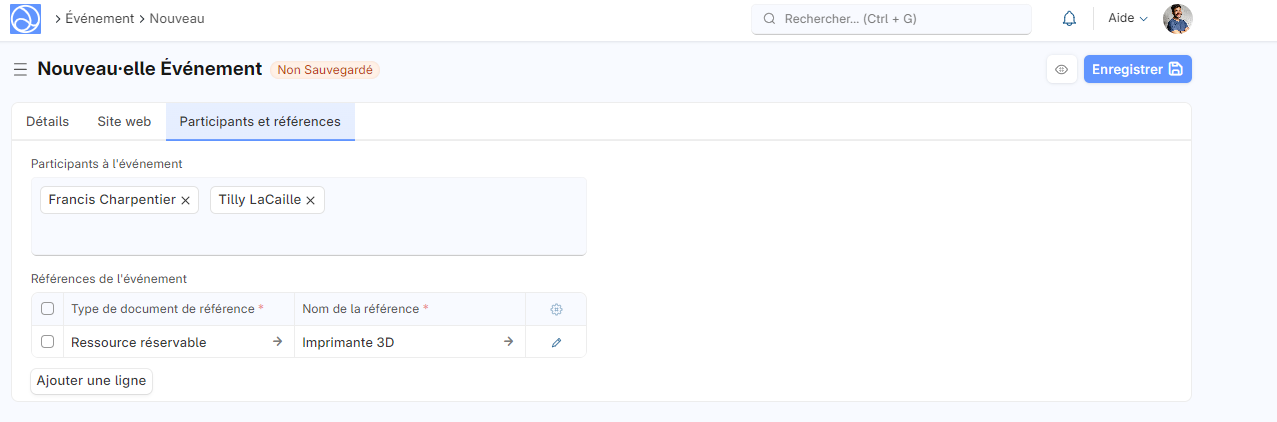 Événement Nouveau
Rechercher... (Ctrl + G)
Aide
Nouveau·elle Événement Non Sauvegardé
Enregistrer
Détails Site web Participants et références
Participants à l'événement
Francis Charpentier Tilly LaCaille
Références de l'événement
Type de document de référence * Nom de la référence *
Ressource réservable Imprimante 3D
Ajouter une ligne